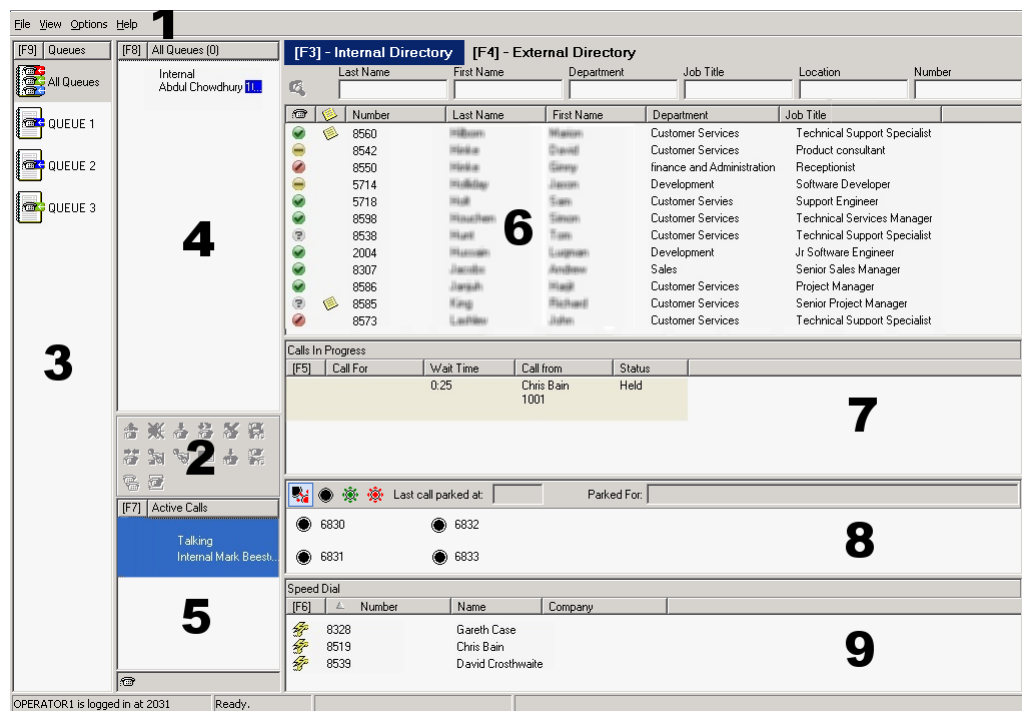 File View Options Help 1
[F9] Queues
All Queues
QUEUE 1
QUEUE 2
QUEUE 3
3
[F8] All Queues (0)
Internal
Abdul Chowdhury
4
2
[F7] Active Calls
Talking
Internal Mark Beest...
5
[F3] - Internal Directory [F4] - External Directory
Last Name First Name Department Job Title Location Number
Number Last Name First Name Department Job Title
8560 Customer Services Technical Support Specialist
8542 Customer Services Product consultant
8550 finance and Administration Receptionist
5714 Development Software Developer
5718 Customer Servies Support Engineer
8598 Customer Services Technical Services Manager
8538 Customer Services Technical Support Specialist
2004 Development Jr Software Engineer
8307 Sales Senior Sales Manager
8586 Customer Services Project Manager
8585 Customer Services Senior Project Manager
8573 Customer Services Technical Support Specialist
6
Calls In Progress
[F5] Call For Wait Time Call from Status
0:25 Chris Bain Held
1001
7
Last call parked at: Parked For:
6830 6832
6831 6833
8
Speed Dial
[F6] Number Name Company
8328 Gareth Case
8519 Chris Bain
8539 David Crosthwaite
9
OPERATOR1 is logged in at 2031 Ready.